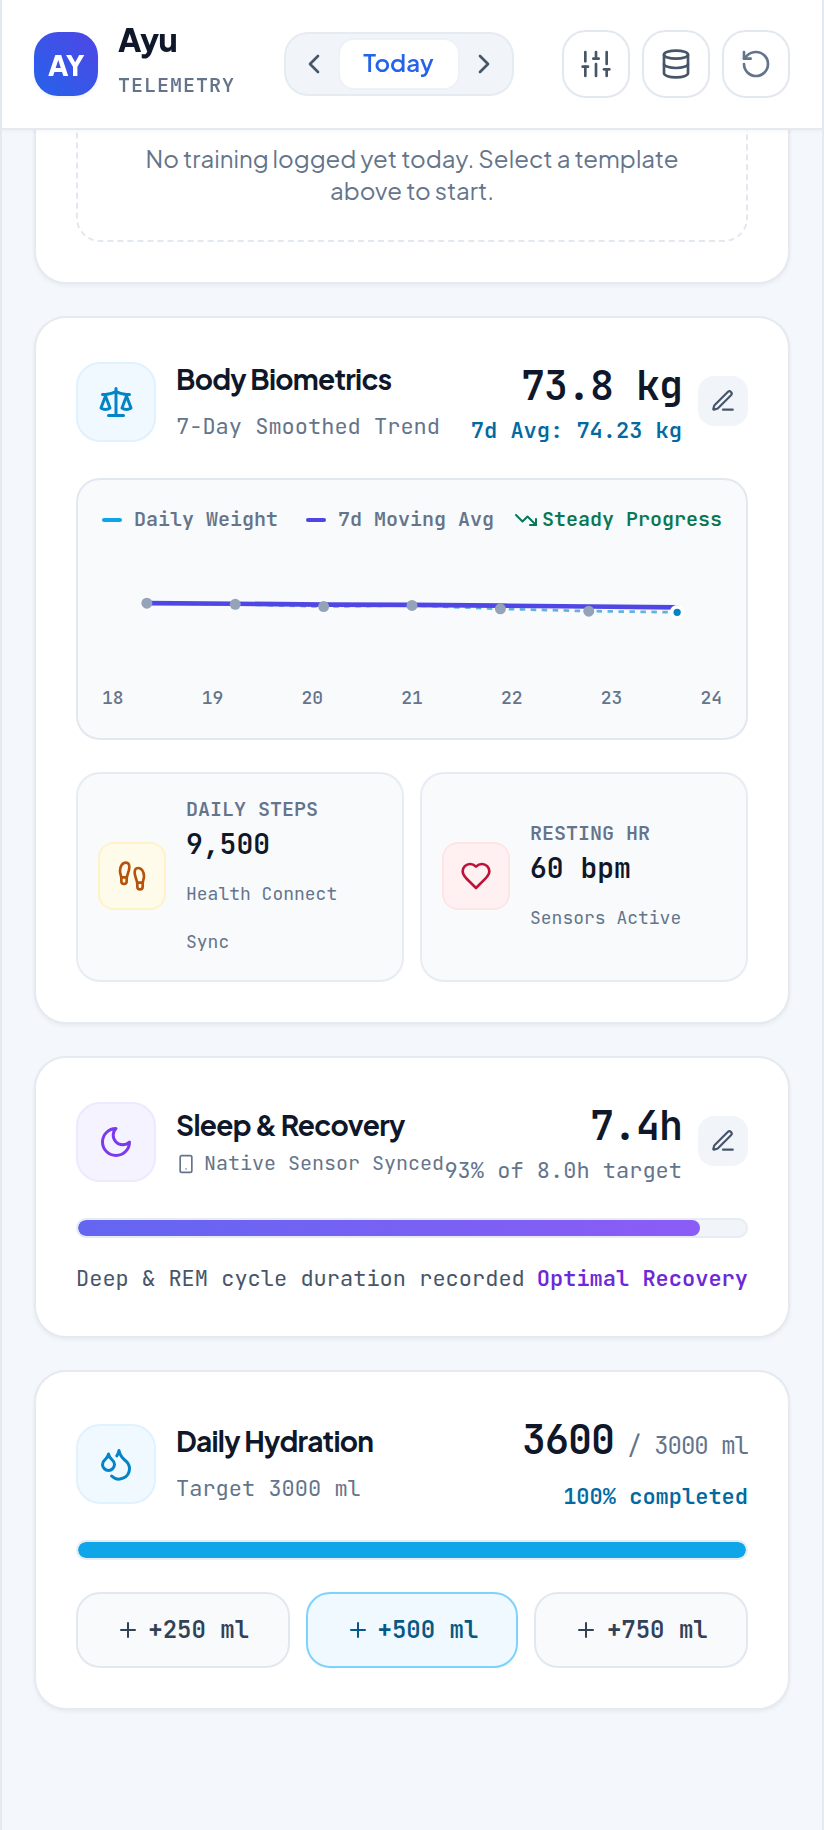 AY
Ayu
TELEMETRY
Today
No training logged yet today. Select a template
above to start.
Body Biometrics
7-Day Smoothed Trend
73.8 kg
7d Avg: 74.23 kg
Daily Weight
7d Moving Avg
Steady Progress
18 19 20 21 22 23 24
DAILY STEPS
9,500
Health Connect
Sync
RESTING HR
60 bpm
Sensors Active
Sleep & Recovery
Native Sensor Synced
7.4h
93% of 8.0h target
Deep & REM cycle duration recorded
Optimal Recovery
Daily Hydration
Target 3000 ml
3600 / 3000 ml
100% completed
+250 ml
+500 ml
+750 ml